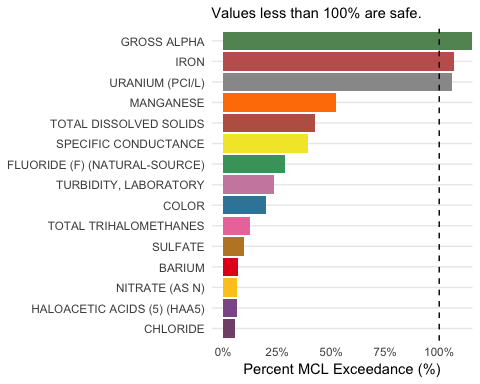 Values less than 100% are safe.
GROSS ALPHA
IRON
URANIUM (PCI/L)
MANGANESE
TOTAL DISSOLVED SOLIDS
SPECIFIC CONDUCTANCE
FLUORIDE (F) (NATURAL-SOURCE)
TURBIDITY, LABORATORY
COLOR
TOTAL TRIHALOMETHANES
SULFATE
BARIUM
NITRATE (AS N)
HALOACETIC ACIDS (5) (HAA5)
CHLORIDE
0% 25% 50% 75% 100%
Percent MCL Exceedance (%)